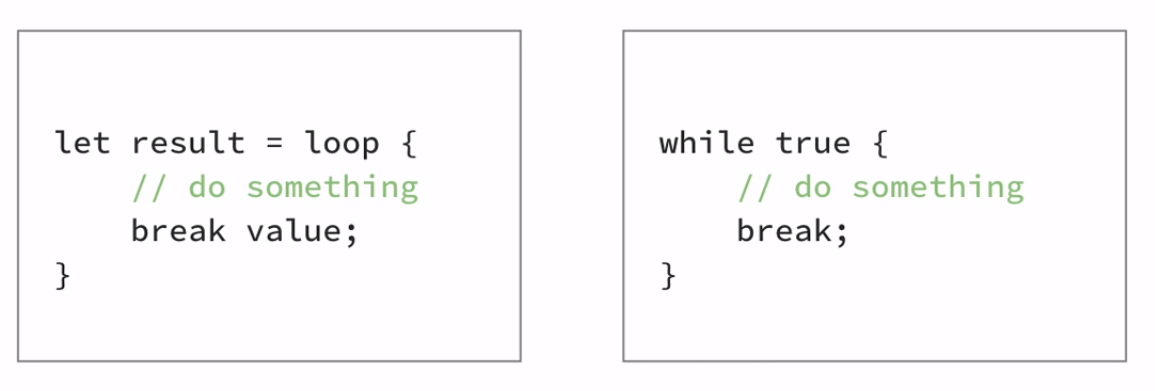 let result = loop {
    // do something
    break value;
}
while true {
    // do something
    break;
}